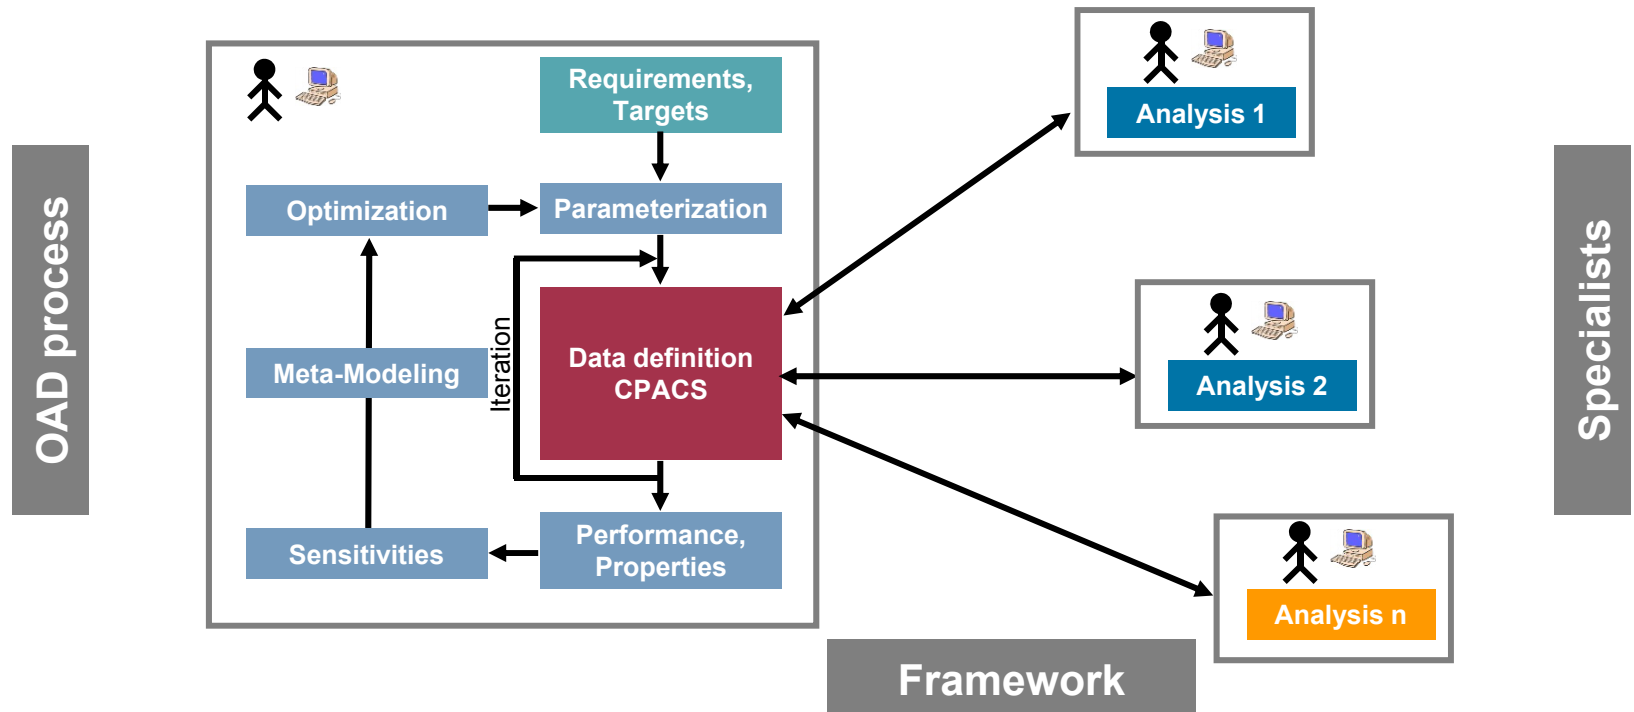 OAD process
Requirements,
Targets
Optimization
Parameterization
Iteration
Data definition
CPACS
Meta-Modeling
Sensitivities
Performance,
Properties
Analysis 1
Analysis 2
Analysis n
Specialists
Framework